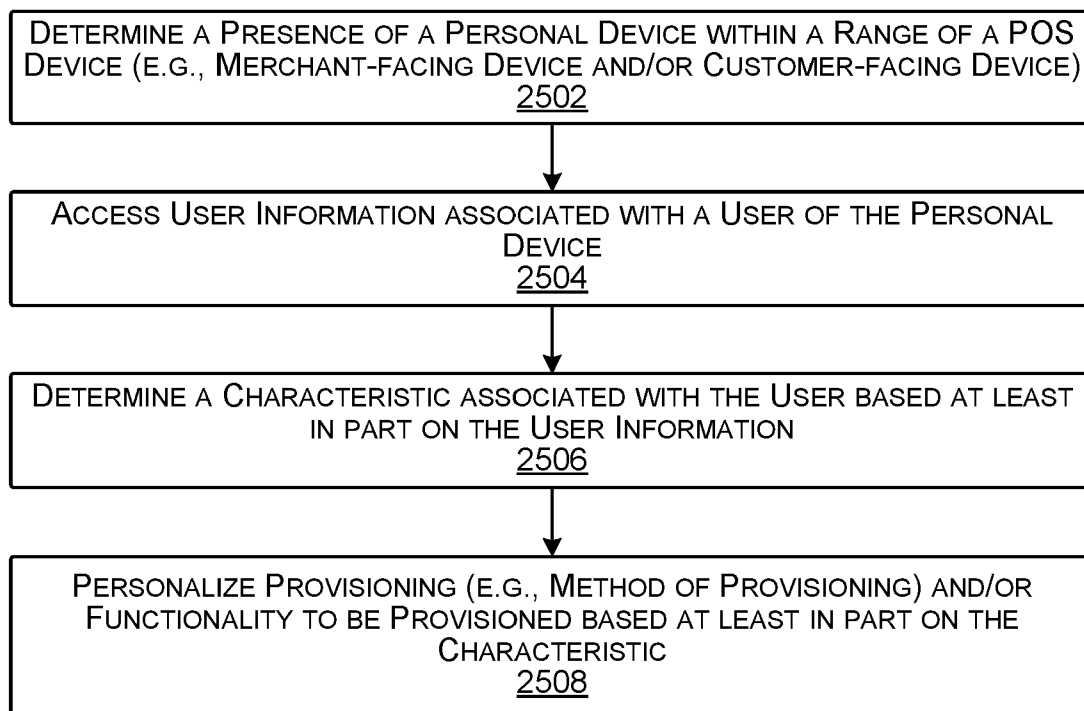 DETERMINE A PRESENCE OF A PERSONAL DEVICE WITHIN A RANGE OF A POS
DEVICE (E.G., MERCHANT-FACING DEVICE AND/OR CUSTOMER-FACING DEVICE)
2502
ACCESS USER INFORMATION ASSOCIATED WITH A USER OF THE PERSONAL
DEVICE
2504
DETERMINE A CHARACTERISTIC ASSOCIATED WITH THE USER BASED AT LEAST
IN PART ON THE USER INFORMATION
2506
PERSONALIZE PROVISIONING (E.G., METHOD OF PROVISIONING) AND/OR
FUNCTIONALITY TO BE PROVISIONED BASED AT LEAST IN PART ON THE
CHARACTERISTIC
2508